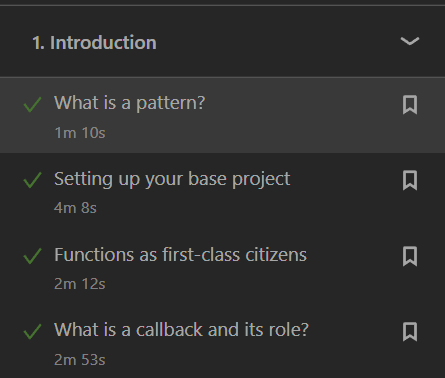 1. Introduction
What is a pattern?
1m 10s
Setting up your base project
4m 8s
Functions as first-class citizens
2m 12s
What is a callback and its role?
2m 53s